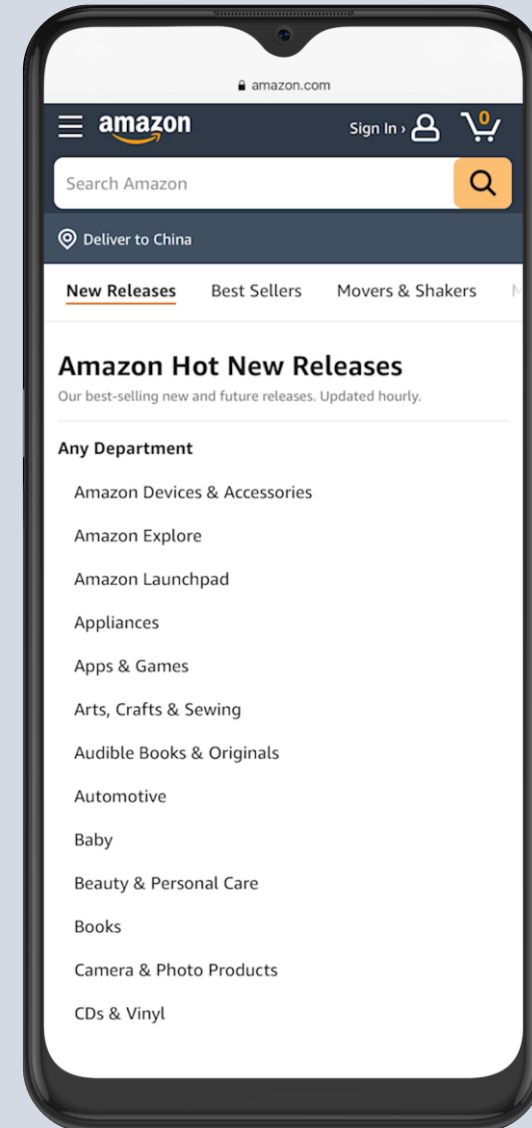 amazon.com
amazon
Sign In ›
0
Search Amazon
Deliver to China
New Releases Best Sellers Movers & Shakers
Amazon Hot New Releases
Our best-selling new and future releases. Updated hourly.
Any Department
Amazon Devices & Accessories
Amazon Explore
Amazon Launchpad
Appliances
Apps & Games
Arts, Crafts & Sewing
Audible Books & Originals
Automotive
Baby
Beauty & Personal Care
Books
Camera & Photo Products
CDs & Vinyl